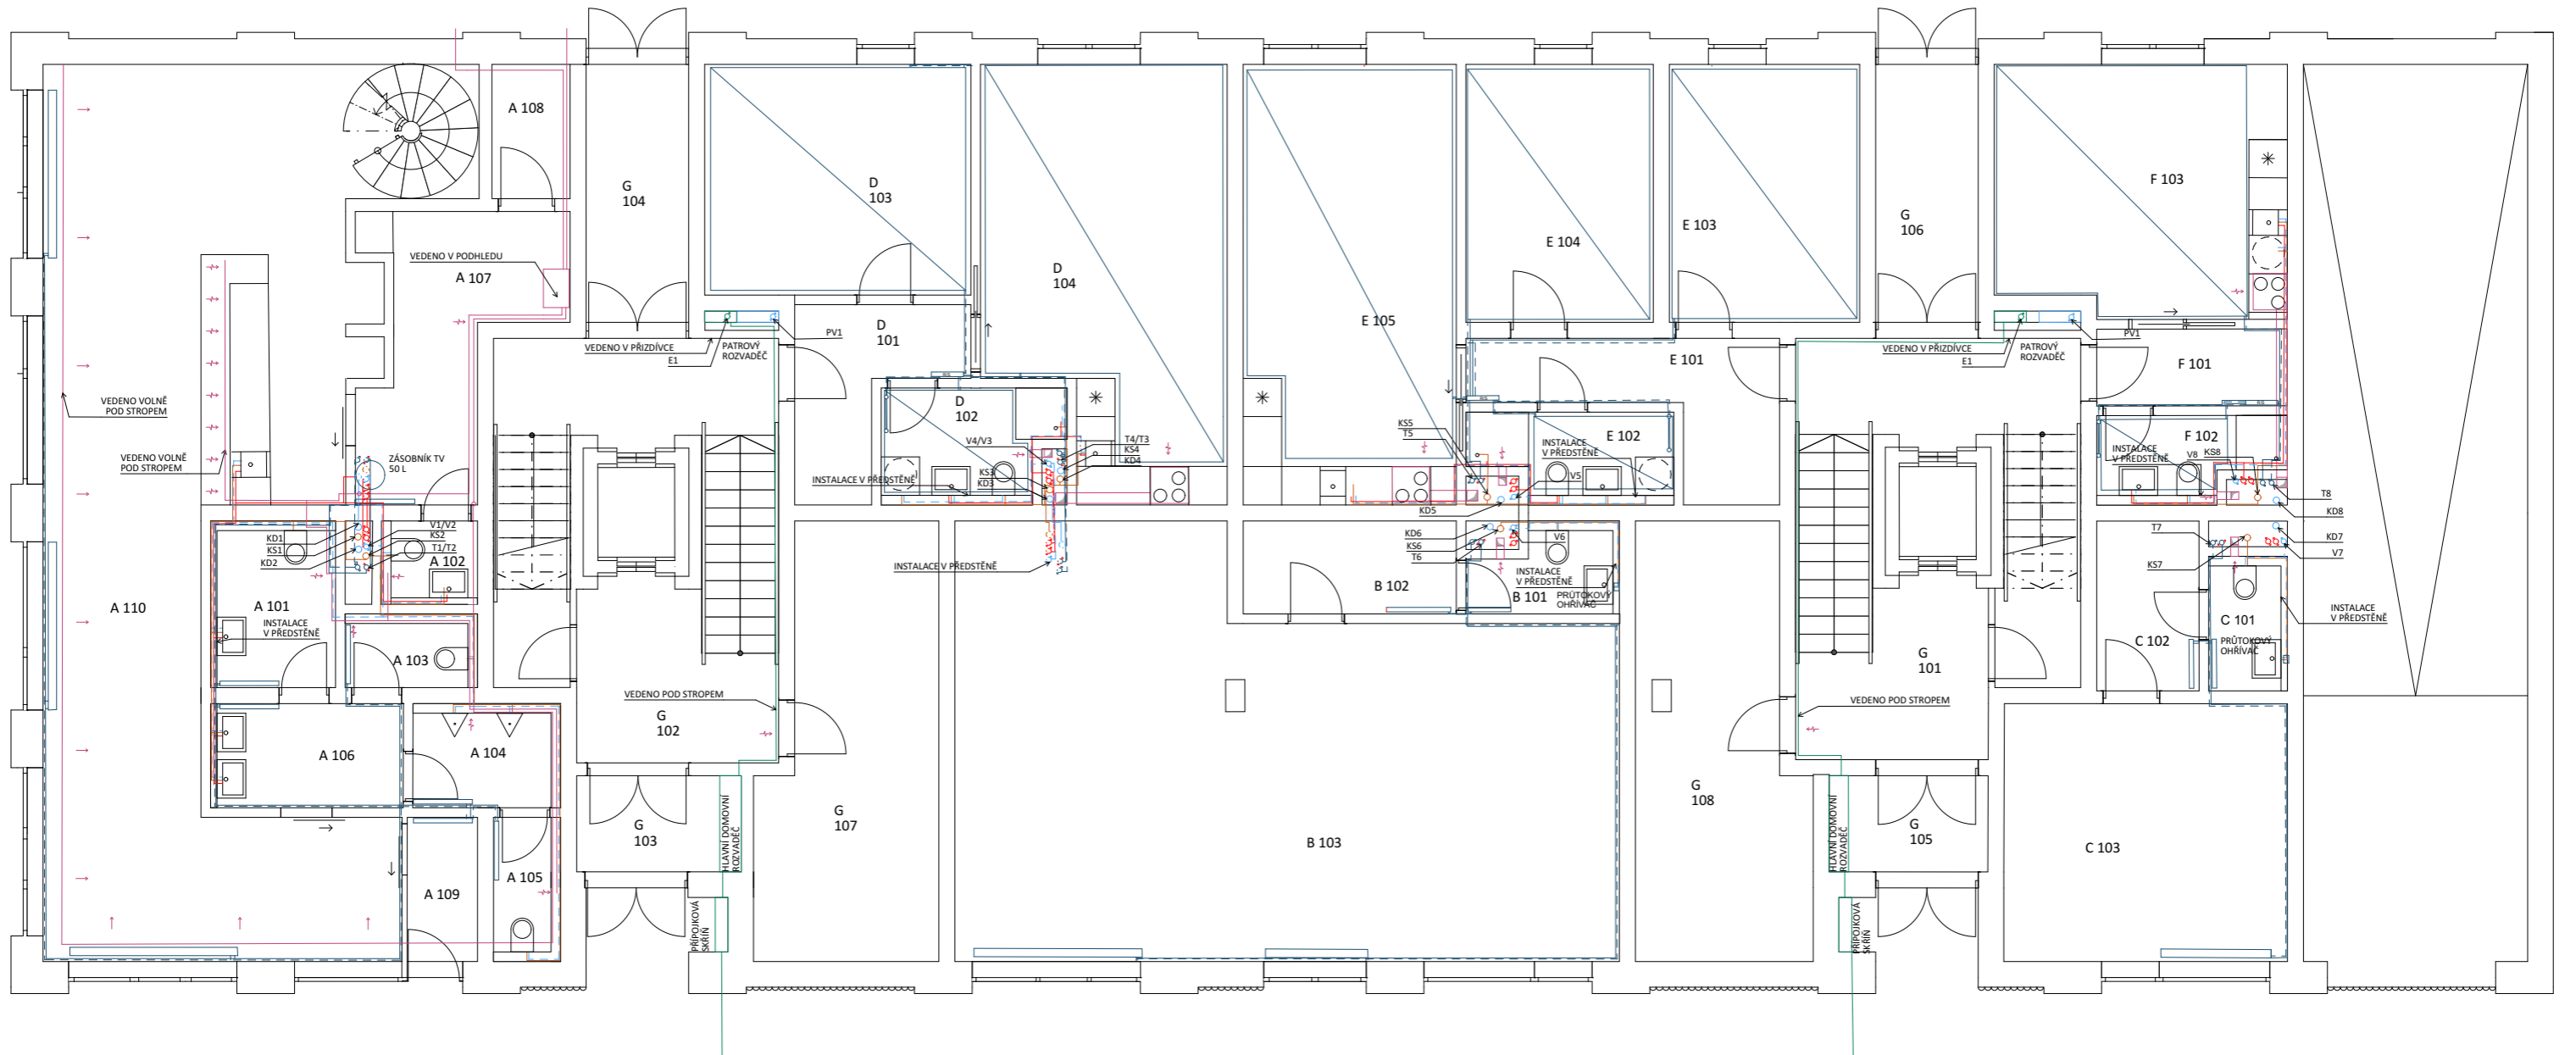 A 108
G
104
VEDENO V PODHLEDU
A 107
D
103
D
104
E 105
E 104
E 103
G
106
F 103
PV1
D
101
VEDENO V PŘIZDÍVCE
PATROVÝ
ROZVADĚČ
E1
E 101
PV1
VEDENO V PŘIZDÍVCE
PATROVÝ
ROZVADĚČ
E1
F 101
VEDENO VOLNĚ
POD STROPEM
D
102
V4/V3
T4/T3
KS4
KD4
KS3
KD3
INSTALACE V PŘEDSTĚNĚ
KS5
T5
INSTALACE
V PŘEDSTĚNĚ
E 102
V5
KD5
F 102
INSTALACE
V PŘEDSTĚNĚ
V8
KS8
T8
KD8
VEDENO VOLNĚ
POD STROPEM
ZÁSOBNÍK TV
50 L
KD1
KS1
KD2
V1/V2
KS2
T1/T2
A 102
INSTALACE V PŘEDSTĚNĚ
KD6
KS6
T6
V6
B 102
INSTALACE
V PŘEDSTĚNĚ
B 101
PRŮTOKOVÝ
OHŘÍVAČ
T7
KS7
KD7
V7
A 110
A 101
INSTALACE
V PŘEDSTĚNĚ
A 103
C 102
C 101
PRŮTOKOVÝ
OHŘÍVAČ
INSTALACE
V PŘEDSTĚNĚ
G
101
VEDENO POD STROPEM
G
102
VEDENO POD STROPEM
A 106
A 104
G
103
HLAVNÍ DOMOVNÍ
ROZVADĚČ
G
107
B 103
G
108
HLAVNÍ DOMOVNÍ
ROZVADĚČ
G
105
C 103
A 109
A 105
PŘÍPOJKOVÁ
SKŘÍŇ
PŘÍPOJKOVÁ
SKŘÍŇ